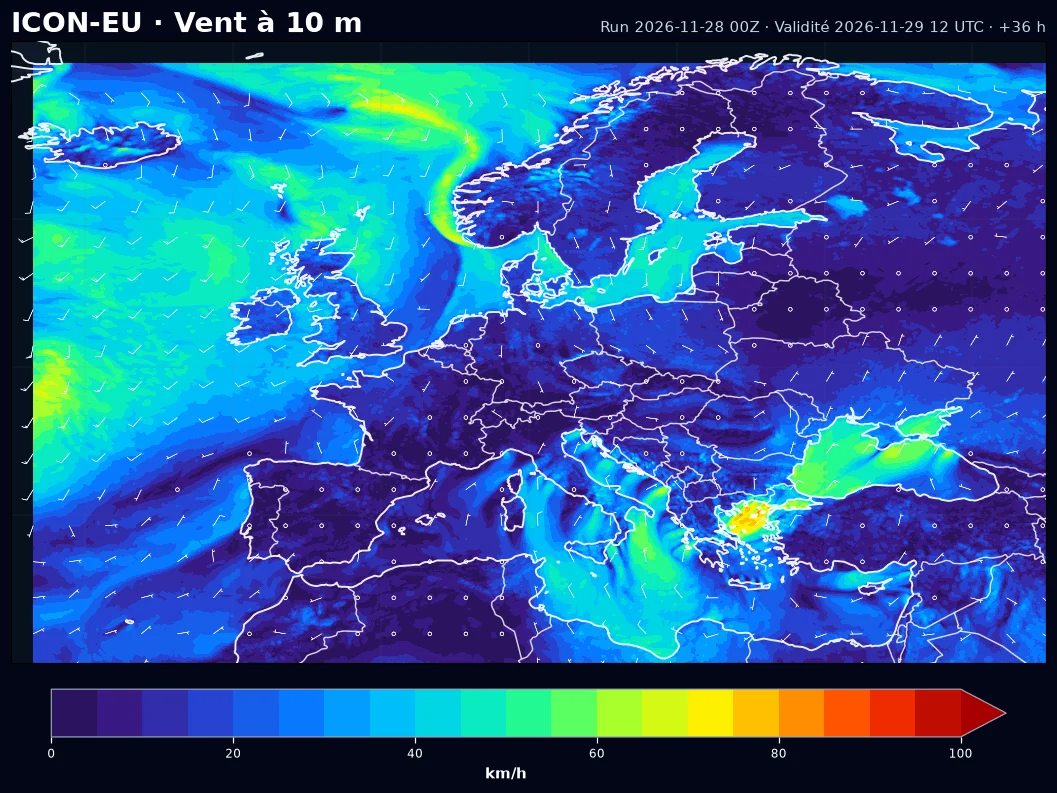 ICON-EU · Vent à 10 m
Run 2026-11-28 00Z · Validité 2026-11-29 12 UTC · +36 h
0 20 40 60 80 100
km/h